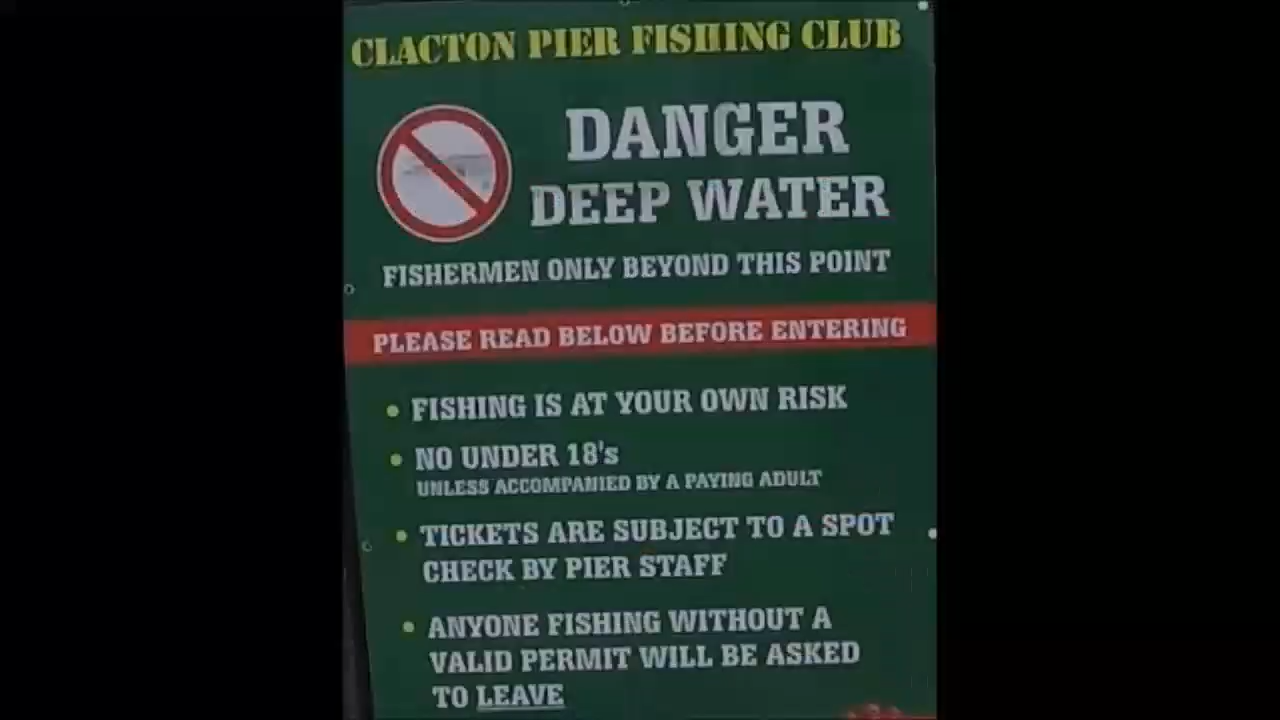 CLACTON PIER FISHING CLUB
DANGER
DEEP WATER
FISHERMEN ONLY BEYOND THIS POINT
PLEASE READ BELOW BEFORE ENTERING
• FISHING IS AT YOUR OWN RISK
• NO UNDER 18's
UNLESS ACCOMPANIED BY A PAYING ADULT
• TICKETS ARE SUBJECT TO A SPOT
CHECK BY PIER STAFF
• ANYONE FISHING WITHOUT A
VALID PERMIT WILL BE ASKED
TO LEAVE